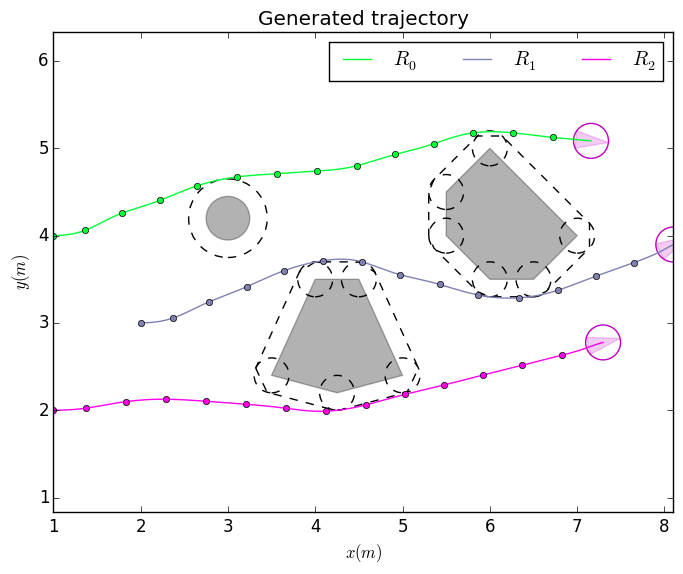 Generated trajectory
R₀ R₁ R₂
6
5
4
3
2
1
y(m)
1 2 3 4 5 6 7 8
x(m)